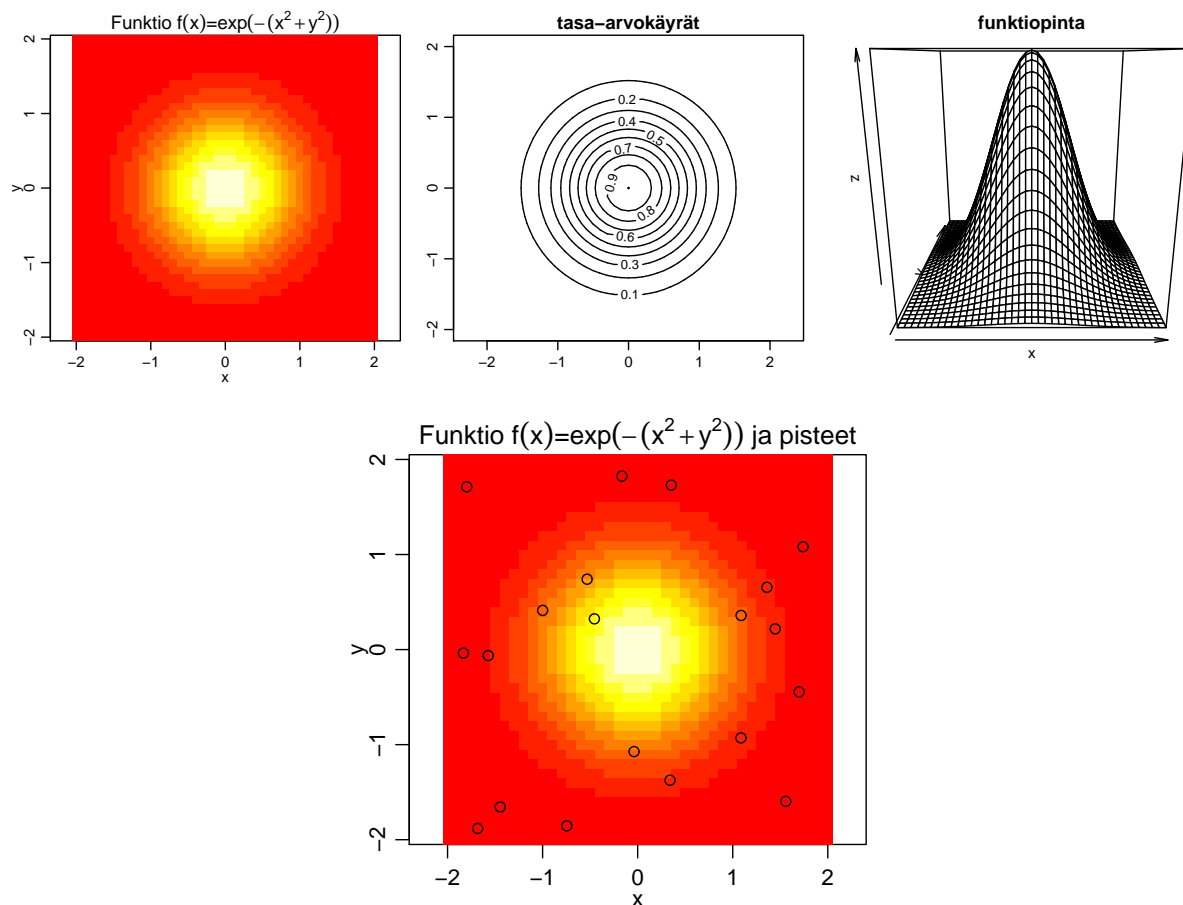 Funktio f(x)=exp(−(x²+y²))
2
1
0
−1
−2
y
−2 −1 0 1 2
x
tasa−arvokäyrät
2
1
0
−1
−2
0.2
0.4
0.5
0.7
0.9
0.8
0.6
0.3
0.1
−2 −1 0 1 2
funktiopinta
z
y
x
Funktio f(x)=exp(−(x²+y²)) ja pisteet
2
1
0
−1
−2
y
−2 −1 0 1 2
x